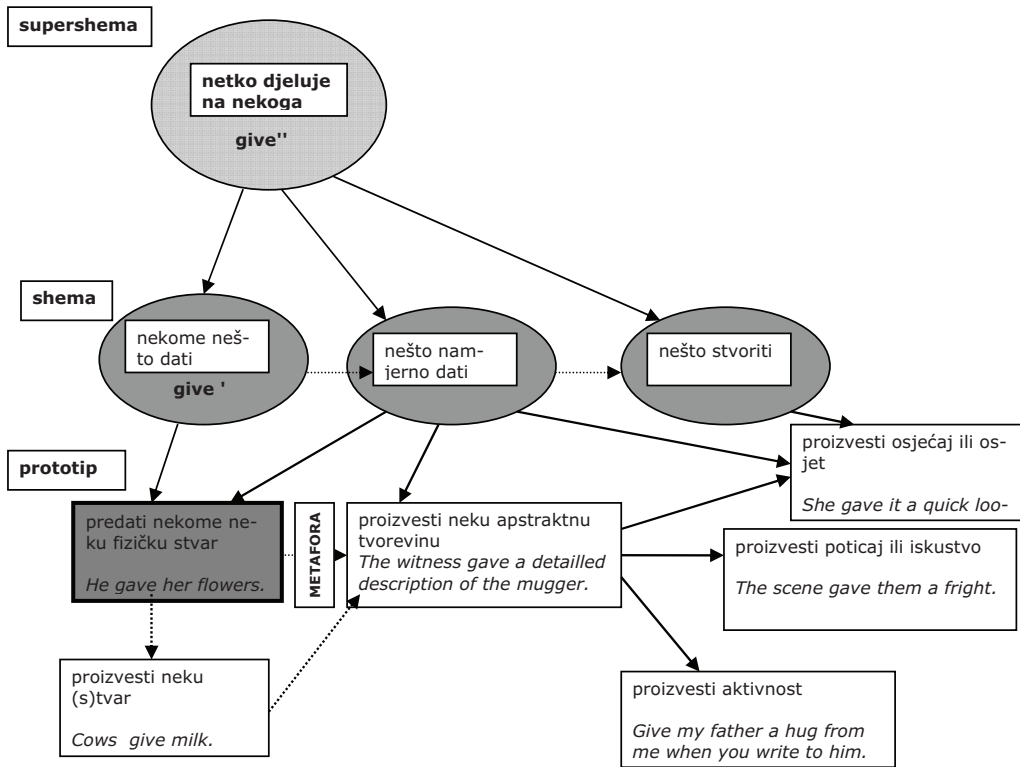 supershema
netko djeluje
na nekoga
give''
shema
nekome neš-
to dati
give '
nešto nam-
jerno dati
nešto stvoriti
prototip
proizvesti osjećaj ili os-
jet
She gave it a quick loo-
predati nekome ne-
ku fizičku stvar
He gave her flowers.
METAFORA
proizvesti neku apstraktnu
tvorevinu
The witness gave a detailled
description of the mugger.
proizvesti poticaj ili iskustvo
The scene gave them a fright.
proizvesti neku
(s)tvar
Cows give milk.
proizvesti aktivnost
Give my father a hug from
me when you write to him.